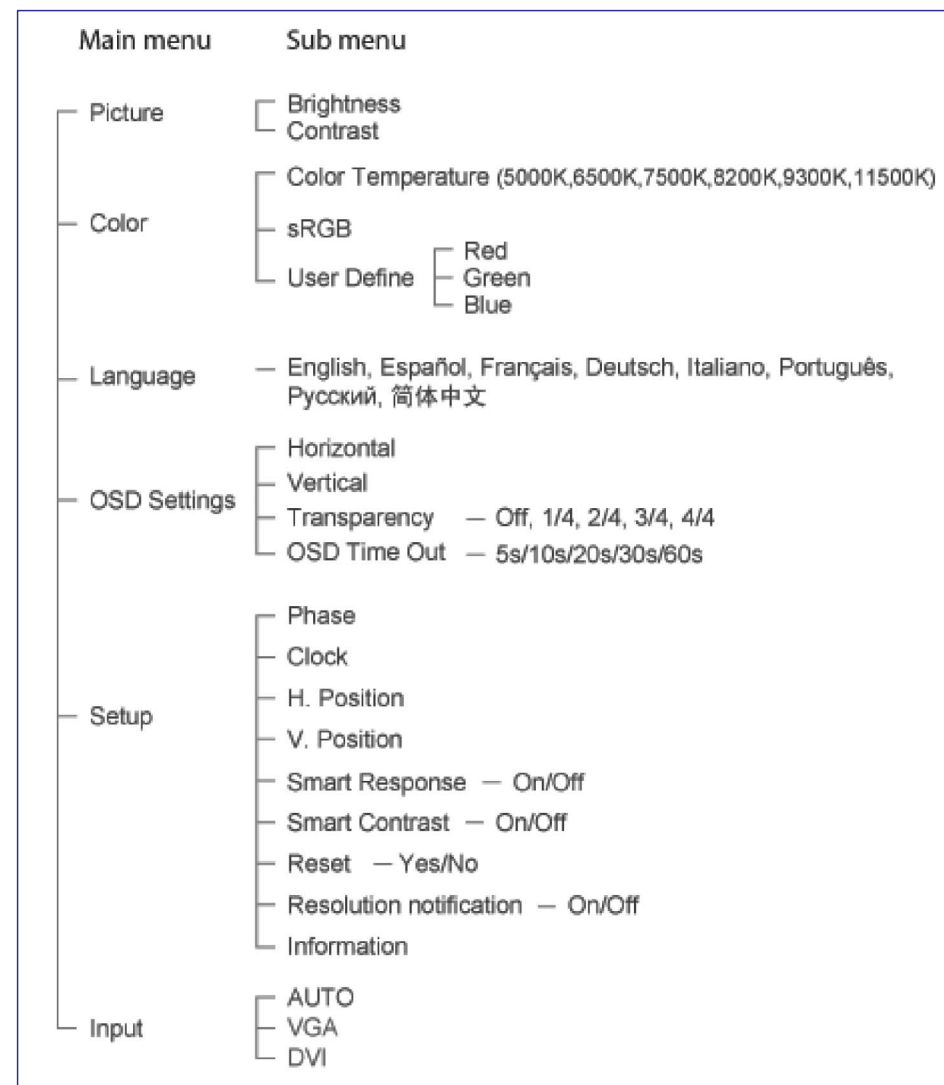 Main menu Sub menu
Picture Brightness
Contrast
Color Temperature (5000K,6500K,7500K,8200K,9300K,11500K)
Color sRGB
Red
User Define Green
Blue
Language — English, Español, Français, Deutsch, Italiano, Português,
Русский, 简体中文
Horizontal
Vertical
OSD Settings
Transparency — Off, 1/4, 2/4, 3/4, 4/4
OSD Time Out — 5s/10s/20s/30s/60s
Phase
Clock
H. Position
Setup
V. Position
Smart Response — On/Off
Smart Contrast — On/Off
Reset — Yes/No
Resolution notification — On/Off
Information
AUTO
Input VGA
DVI